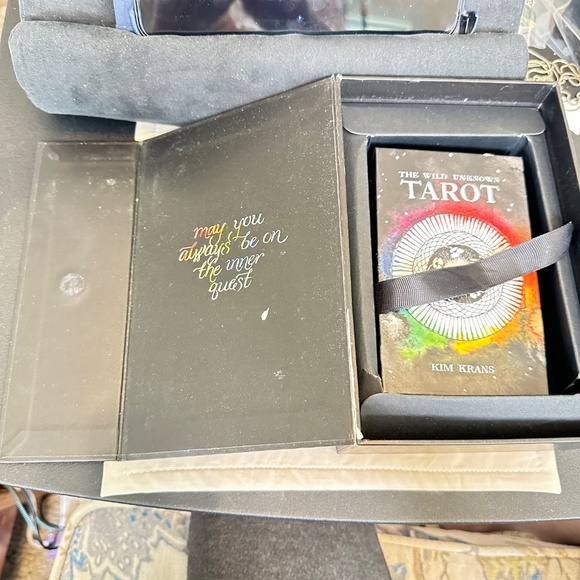 may you
always be on
the inner
quest
THE WILD UNKNOWN
TAROT
KIM KRANS